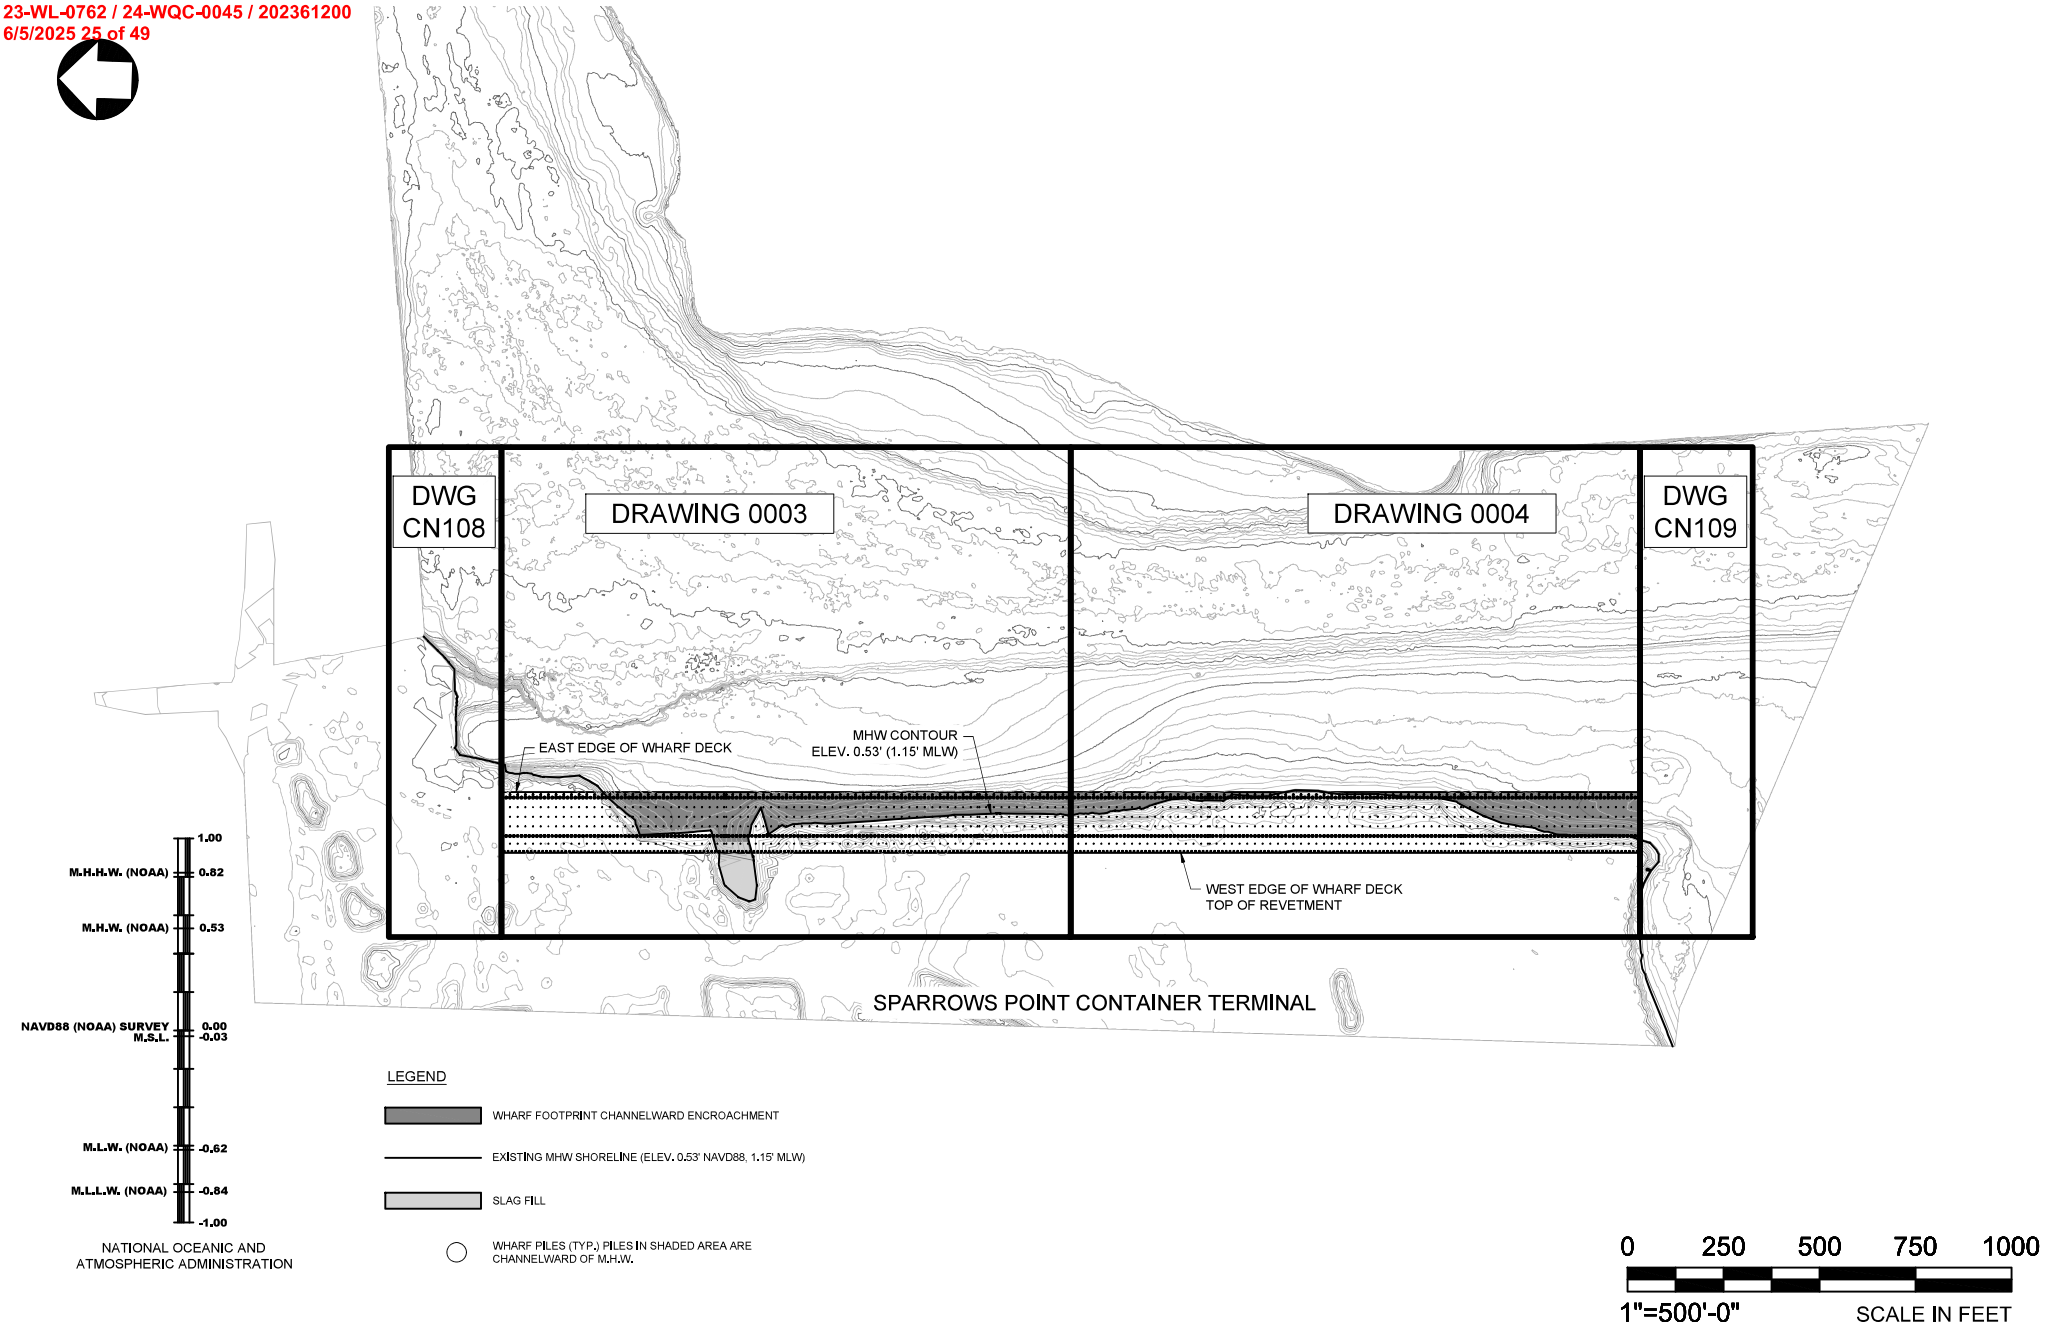 23-WL-0762 / 24-WQC-0045 / 202361200
6/5/2025 25 of 49
DWG
CN108
DRAWING 0003
DRAWING 0004
DWG
CN109
EAST EDGE OF WHARF DECK
MHW CONTOUR
ELEV. 0.53' (1.15' MLW)
WEST EDGE OF WHARF DECK
TOP OF REVETMENT
SPARROWS POINT CONTAINER TERMINAL
1.00
M.H.H.W. (NOAA) 0.82
M.H.W. (NOAA) 0.53
NAVD88 (NOAA) SURVEY 0.00
M.S.L. -0.03
M.L.W. (NOAA) -0.62
M.L.L.W. (NOAA) -0.84
-1.00
NATIONAL OCEANIC AND
ATMOSPHERIC ADMINISTRATION
LEGEND
WHARF FOOTPRINT CHANNELWARD ENCROACHMENT
EXISTING MHW SHORELINE (ELEV. 0.53' NAVD88, 1.15' MLW)
SLAG FILL
WHARF PILES (TYP.) PILES IN SHADED AREA ARE
CHANNELWARD OF M.H.W.
0 250 500 750 1000
1"=500'-0" SCALE IN FEET